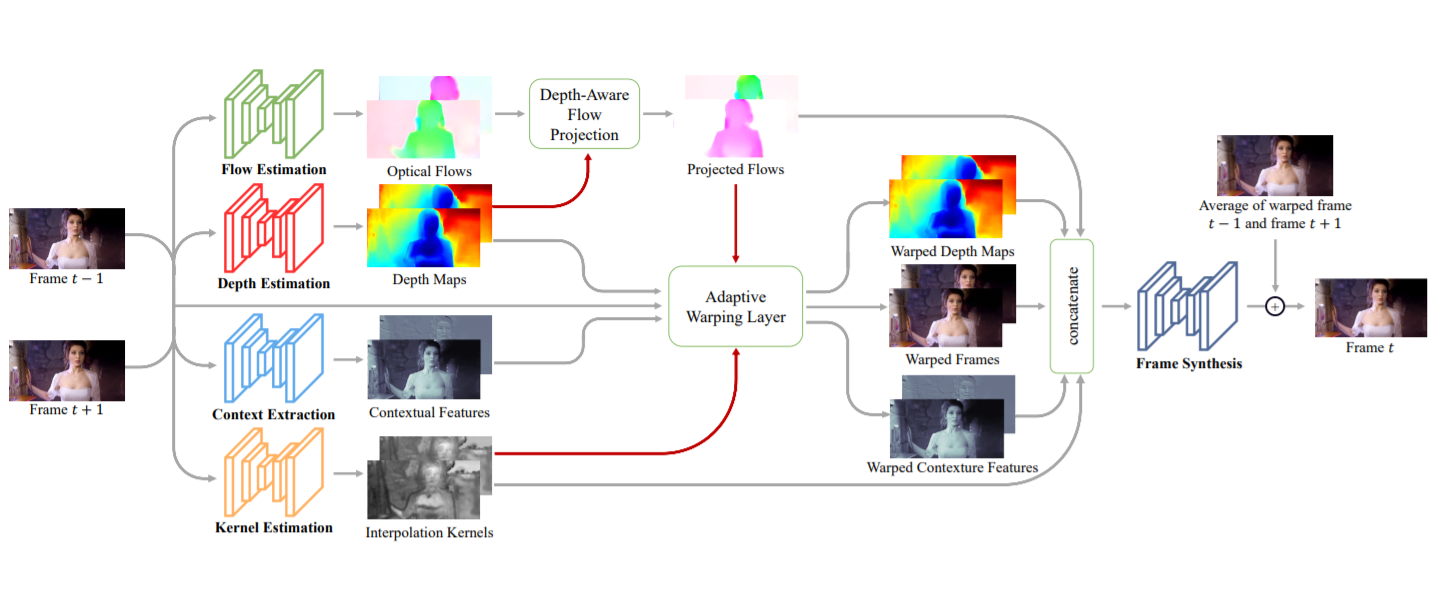 Frame t − 1
Frame t + 1
Flow Estimation
Depth Estimation
Context Extraction
Kernel Estimation
Optical Flows
Depth Maps
Contextual Features
Interpolation Kernels
Depth-Aware
Flow
Projection
Projected Flows
Adaptive
Warping Layer
Warped Depth Maps
Warped Frames
Warped Contexture Features
concatenate
Frame Synthesis
Average of warped frame
t − 1 and frame t + 1
+
Frame t